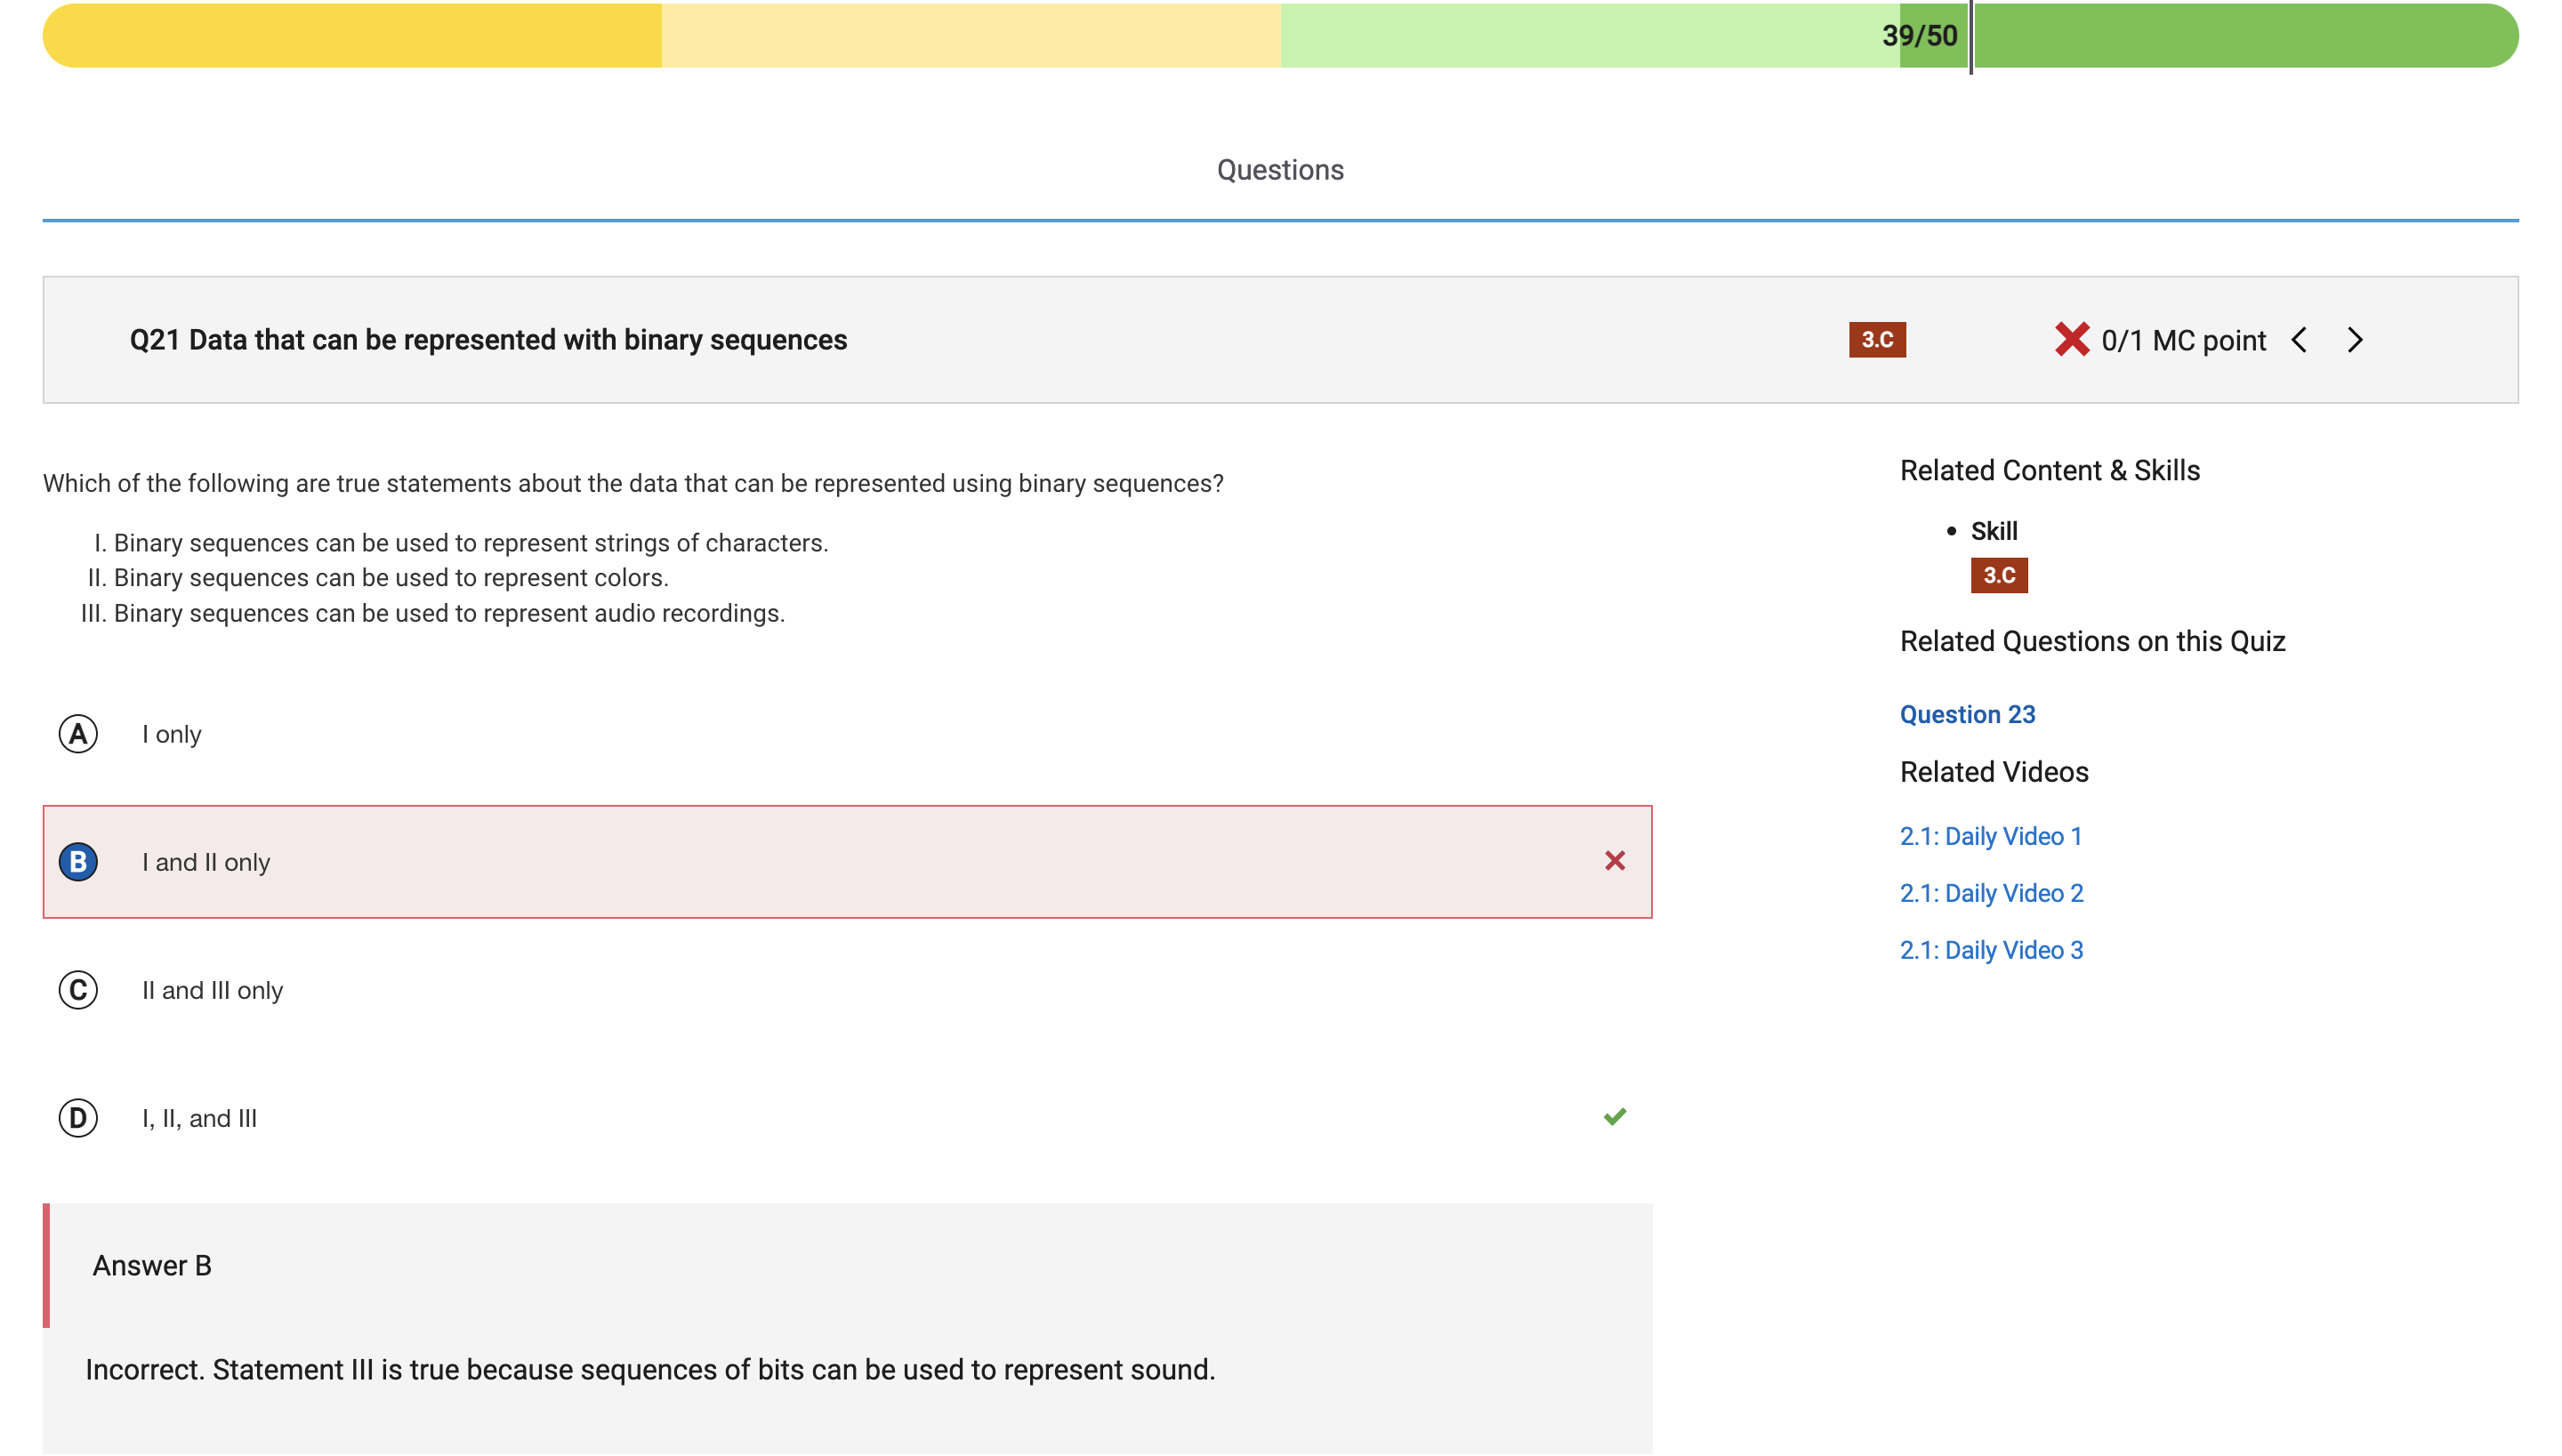 39/50
Questions
Q21 Data that can be represented with binary sequences
3.C
0/1 MC point
Which of the following are true statements about the data that can be represented using binary sequences?
I. Binary sequences can be used to represent strings of characters.
II. Binary sequences can be used to represent colors.
III. Binary sequences can be used to represent audio recordings.
A I only
B I and II only
C II and III only
D I, II, and III
Answer B
Incorrect. Statement III is true because sequences of bits can be used to represent sound.
Related Content & Skills
• Skill
3.C
Related Questions on this Quiz
Question 23
Related Videos
2.1: Daily Video 1
2.1: Daily Video 2
2.1: Daily Video 3